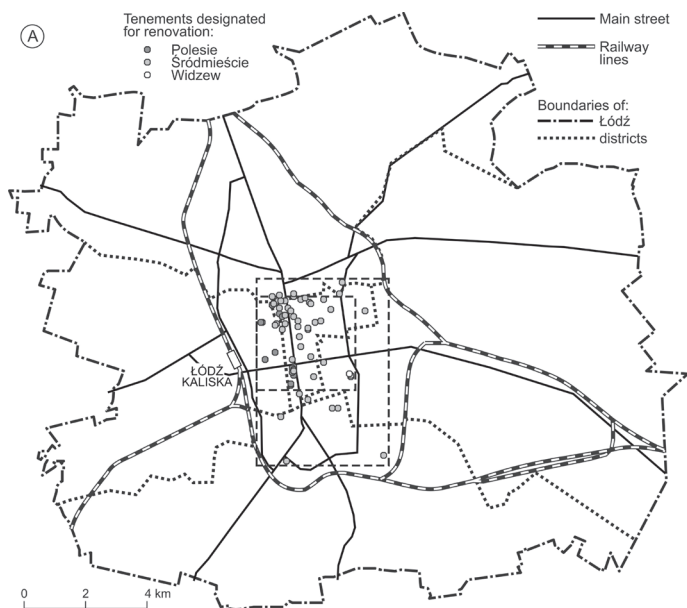 A
Tenements designated
for renovation:
Polesie
Śródmieście
Widzew
Main street
Railway
lines
Boundaries of:
Łódź
districts
ŁÓDŹ
KALISKA
0 2 4 km